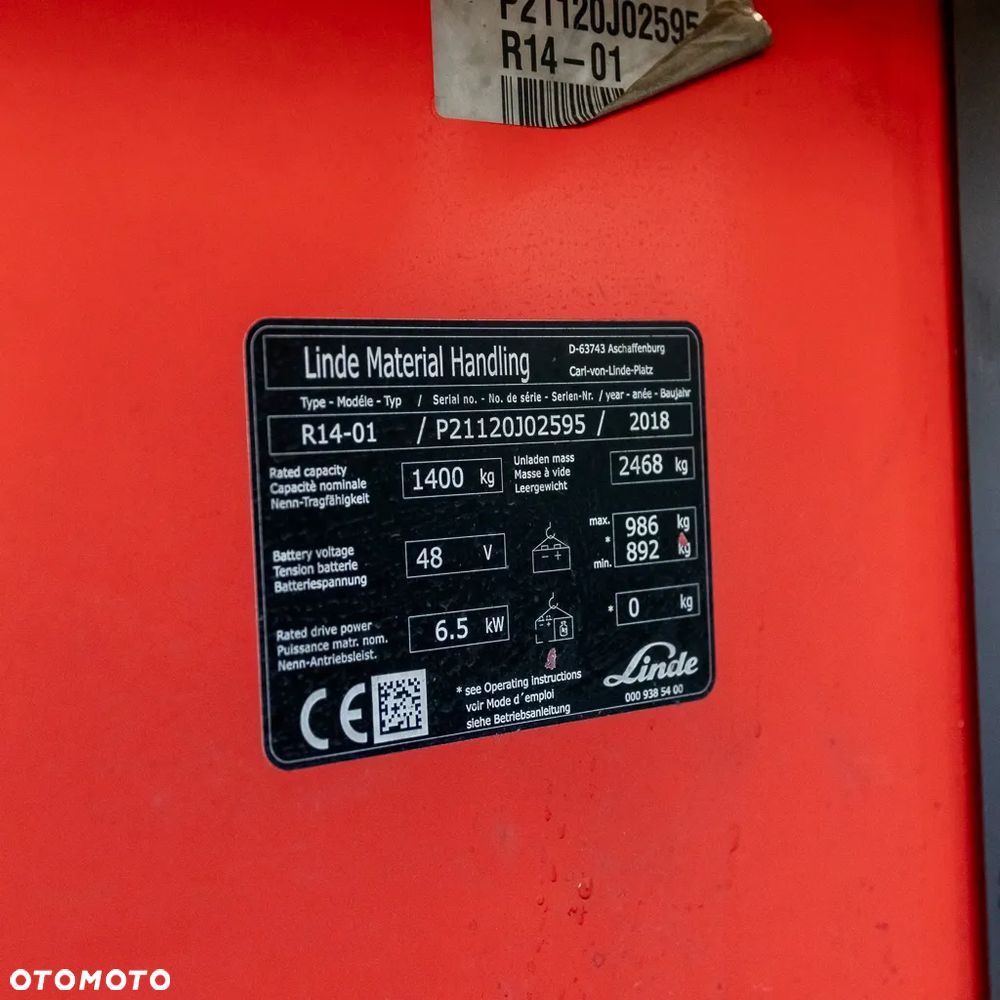 P21120J02595
R14-01
Linde Material Handling
D-63743 Aschaffenburg
Carl-von-Linde-Platz
Type - Modéle - Typ / Serial no. - No. de série - Serien-Nr. / year - anée - Baujahr
R14-01 / P21120J02595 / 2018
Rated capacity
Capacitè nominale
Nenn-Tragfähigkeit
1400 kg
Unladen mass
Masse à vide
Leergewicht
2468 kg
Battery voltage
Tension batterie
Batteriespannung
48 V
- +
max.
*
min.
986 kg
892 kg
Rated drive power
Puissance matr. nom.
Nenn-Antriebsleist.
6.5 kW
* 0 kg
CE
* see Operating instructions
voir Mode d´emploi
siehe Betriebsanleitung
Linde
000 938 54 00
OTOMOTO